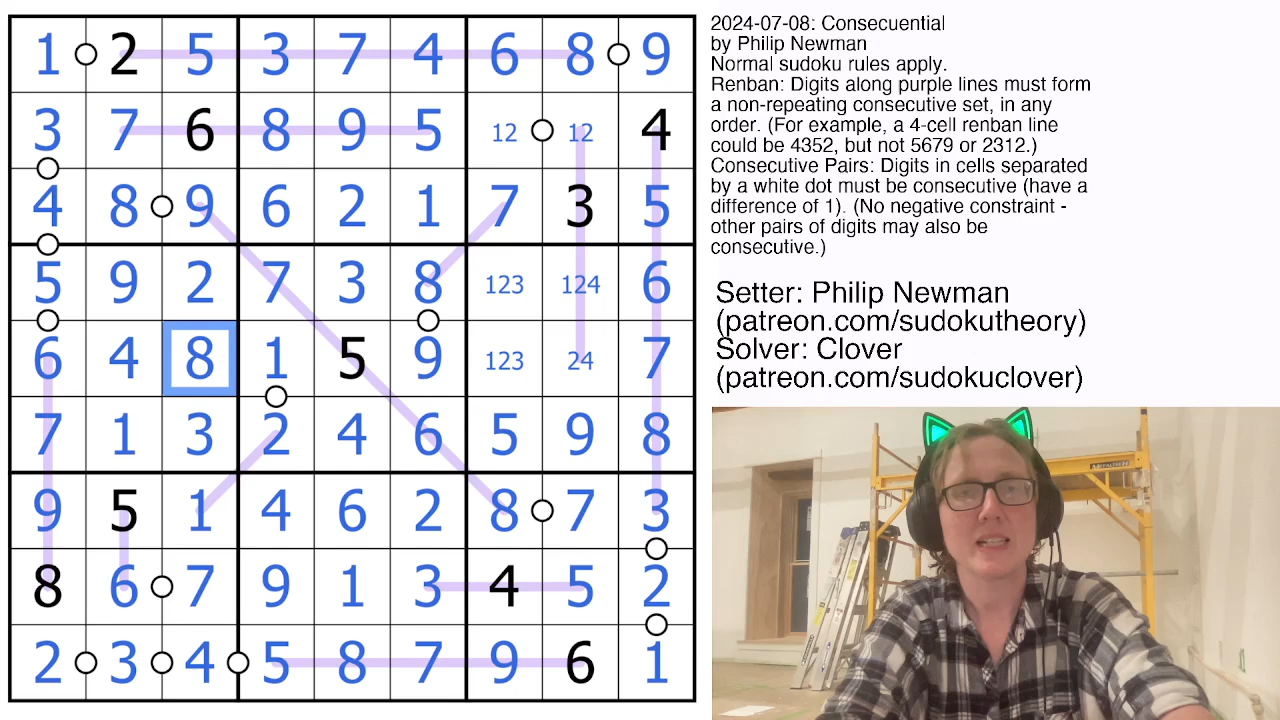 1 2 5 3 7 4 6 8 9
3 7 6 8 9 5 12 12 4
4 8 9 6 2 1 7 3 5
5 9 2 7 3 8 123 124 6
6 4 8 1 5 9 123 24 7
7 1 3 2 4 6 5 9 8
9 5 1 4 6 2 8 7 3
8 6 7 9 1 3 4 5 2
2 3 4 5 8 7 9 6 1
2024-07-08: Consecuential
by Philip Newman
Normal sudoku rules apply.
Renban: Digits along purple lines must form
a non-repeating consecutive set, in any
order. (For example, a 4-cell renban line
could be 4352, but not 5679 or 2312.)
Consecutive Pairs: Digits in cells separated
by a white dot must be consecutive (have a
difference of 1). (No negative constraint -
other pairs of digits may also be
consecutive.)
Setter: Philip Newman
(patreon.com/sudokutheory)
Solver: Clover
(patreon.com/sudokuclover)